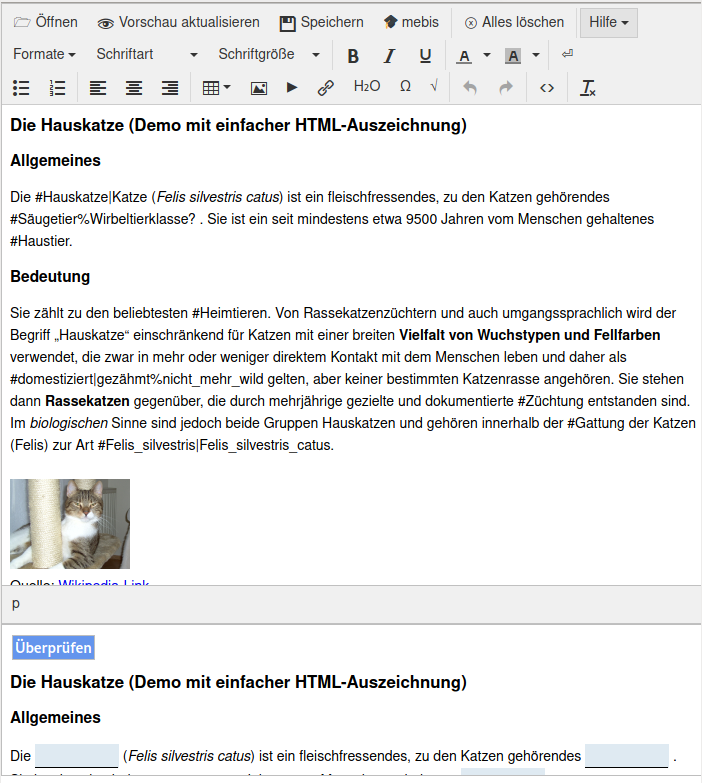 Öffnen Vorschau aktualisieren Speichern mebis Alles löschen Hilfe
Formate Schriftart Schriftgröße B I U A A
H₂O Ω √ <> Tx
Die Hauskatze (Demo mit einfacher HTML-Auszeichnung)
Allgemeines
Die #Hauskatze|Katze (Felis silvestris catus) ist ein fleischfressendes, zu den Katzen gehörendes
#Säugetier%Wirbeltierklasse? . Sie ist ein seit mindestens etwa 9500 Jahren vom Menschen gehaltenes
#Haustier.
Bedeutung
Sie zählt zu den beliebtesten #Heimtieren. Von Rassekatzenzüchtern und auch umgangssprachlich wird der
Begriff „Hauskatze“ einschränkend für Katzen mit einer breiten Vielfalt von Wuchstypen und Fellfarben
verwendet, die zwar in mehr oder weniger direktem Kontakt mit dem Menschen leben und daher als
#domestiziert|gezähmt%nicht_mehr_wild gelten, aber keiner bestimmten Katzenrasse angehören. Sie stehen
dann Rassekatzen gegenüber, die durch mehrjährige gezielte und dokumentierte #Züchtung entstanden sind.
Im biologischen Sinne sind jedoch beide Gruppen Hauskatzen und gehören innerhalb der #Gattung der Katzen
(Felis) zur Art #Felis_silvestris|Felis_silvestris_catus.
Quelle: Wikipedia-Link
p
Überprüfen
Die Hauskatze (Demo mit einfacher HTML-Auszeichnung)
Allgemeines
Die (Felis silvestris catus) ist ein fleischfressendes, zu den Katzen gehörendes .